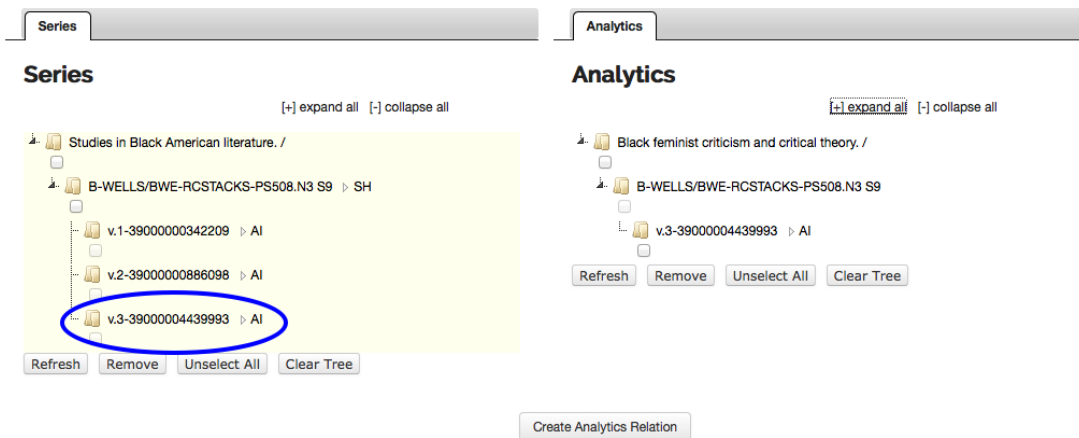 Series
Series
[+] expand all [-] collapse all
Studies in Black American literature. /
B-WELLS/BWE-RCSTACKS-PS508.N3 S9 ▷ SH
v.1-39000000342209 ▷ AI
v.2-39000000886098 ▷ AI
v.3-39000004439993 ▷ AI
Refresh Remove Unselect All Clear Tree
Analytics
Analytics
[+] expand all [-] collapse all
Black feminist criticism and critical theory. /
B-WELLS/BWE-RCSTACKS-PS508.N3 S9
v.3-39000004439993 ▷ AI
Refresh Remove Unselect All Clear Tree
Create Analytics Relation